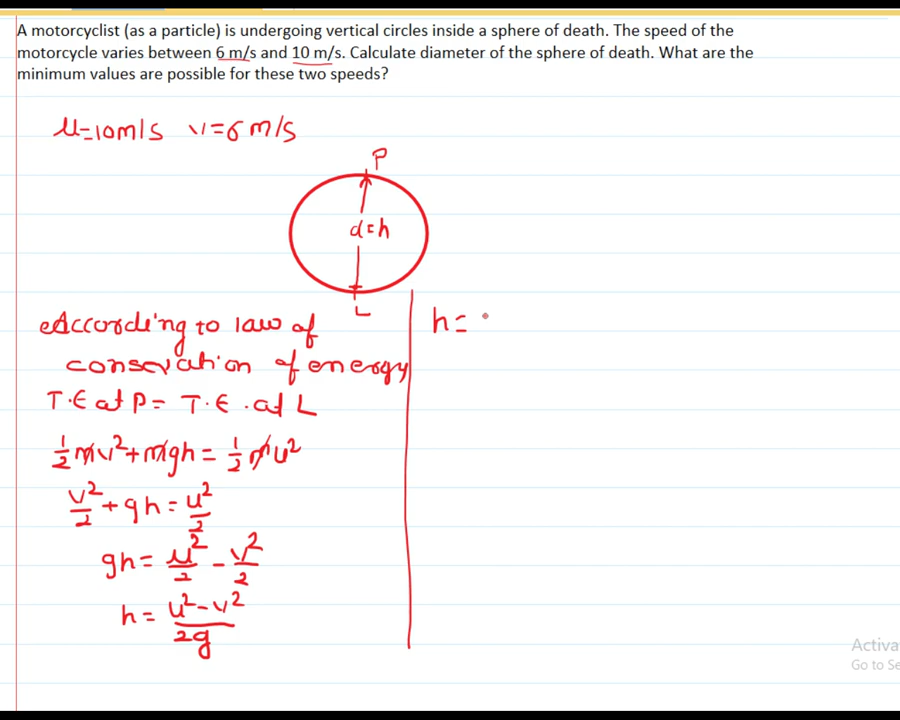 A motorcyclist (as a particle) is undergoing vertical circles inside a sphere of death. The speed of the
motorcycle varies between 6 m/s and 10 m/s. Calculate diameter of the sphere of death. What are the
minimum values are possible for these two speeds?
u=10m/s v=6m/s
P
d=h
L
According to law of
consevation of energy
T.E at P = T.E. at L
½mv²+mgh = ½mu²
v²/2 + gh = u²/2
gh = u²/2 - v²/2
h = u²-v²/2g
h =
Activa
Go to Se